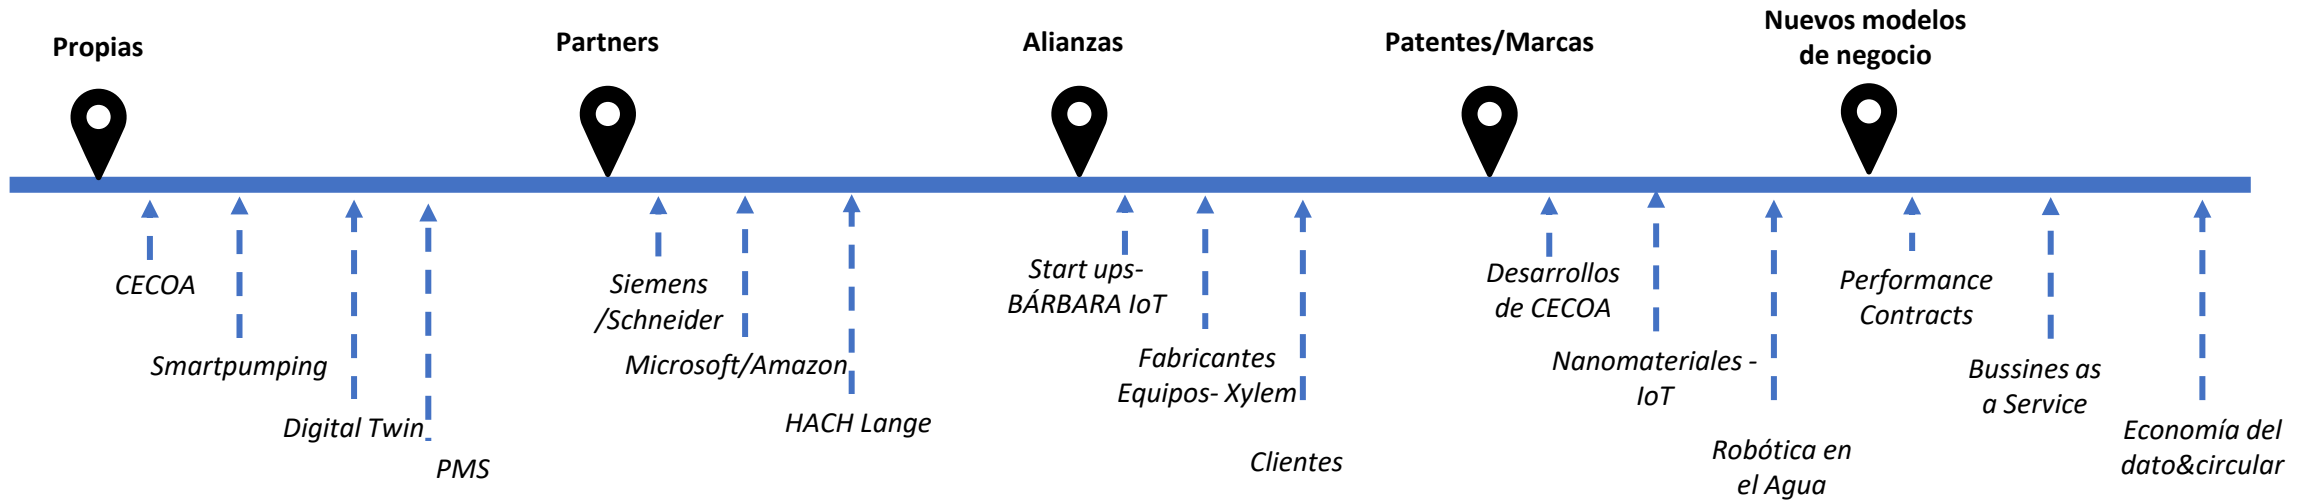 Propias
Partners
Alianzas
Patentes/Marcas
Nuevos modelos
de negocio
CECOA
Smartpumping
Digital Twin
PMS
Siemens
/Schneider
Microsoft/Amazon
HACH Lange
Start ups-
BÁRBARA IoT
Fabricantes
Equipos- Xylem
Clientes
Desarrollos
de CECOA
Nanomateriales -
IoT
Robótica en
el Agua
Performance
Contracts
Bussines as
a Service
Economía del
dato&circular